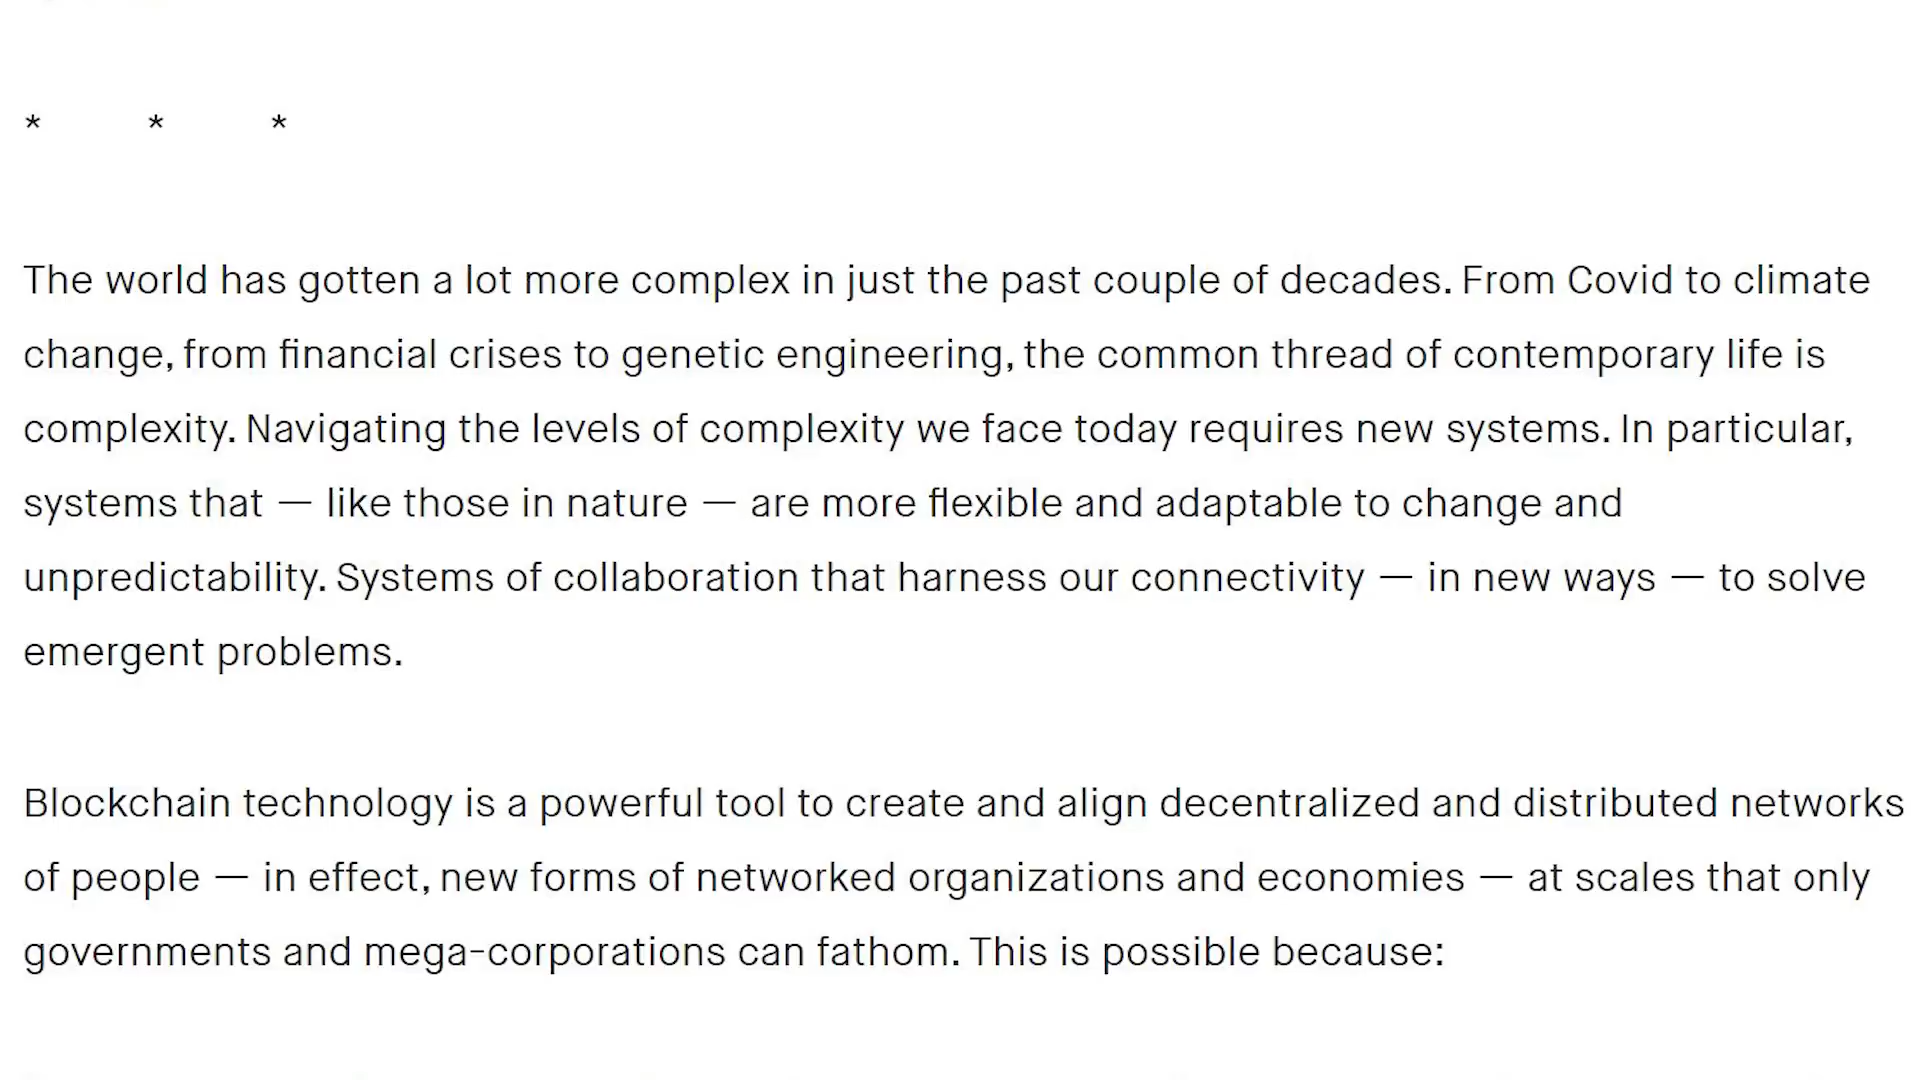 * * *
The world has gotten a lot more complex in just the past couple of decades. From Covid to climate
change, from financial crises to genetic engineering, the common thread of contemporary life is
complexity. Navigating the levels of complexity we face today requires new systems. In particular,
systems that — like those in nature — are more flexible and adaptable to change and
unpredictability. Systems of collaboration that harness our connectivity — in new ways — to solve
emergent problems.
Blockchain technology is a powerful tool to create and align decentralized and distributed networks
of people — in effect, new forms of networked organizations and economies — at scales that only
governments and mega-corporations can fathom. This is possible because: